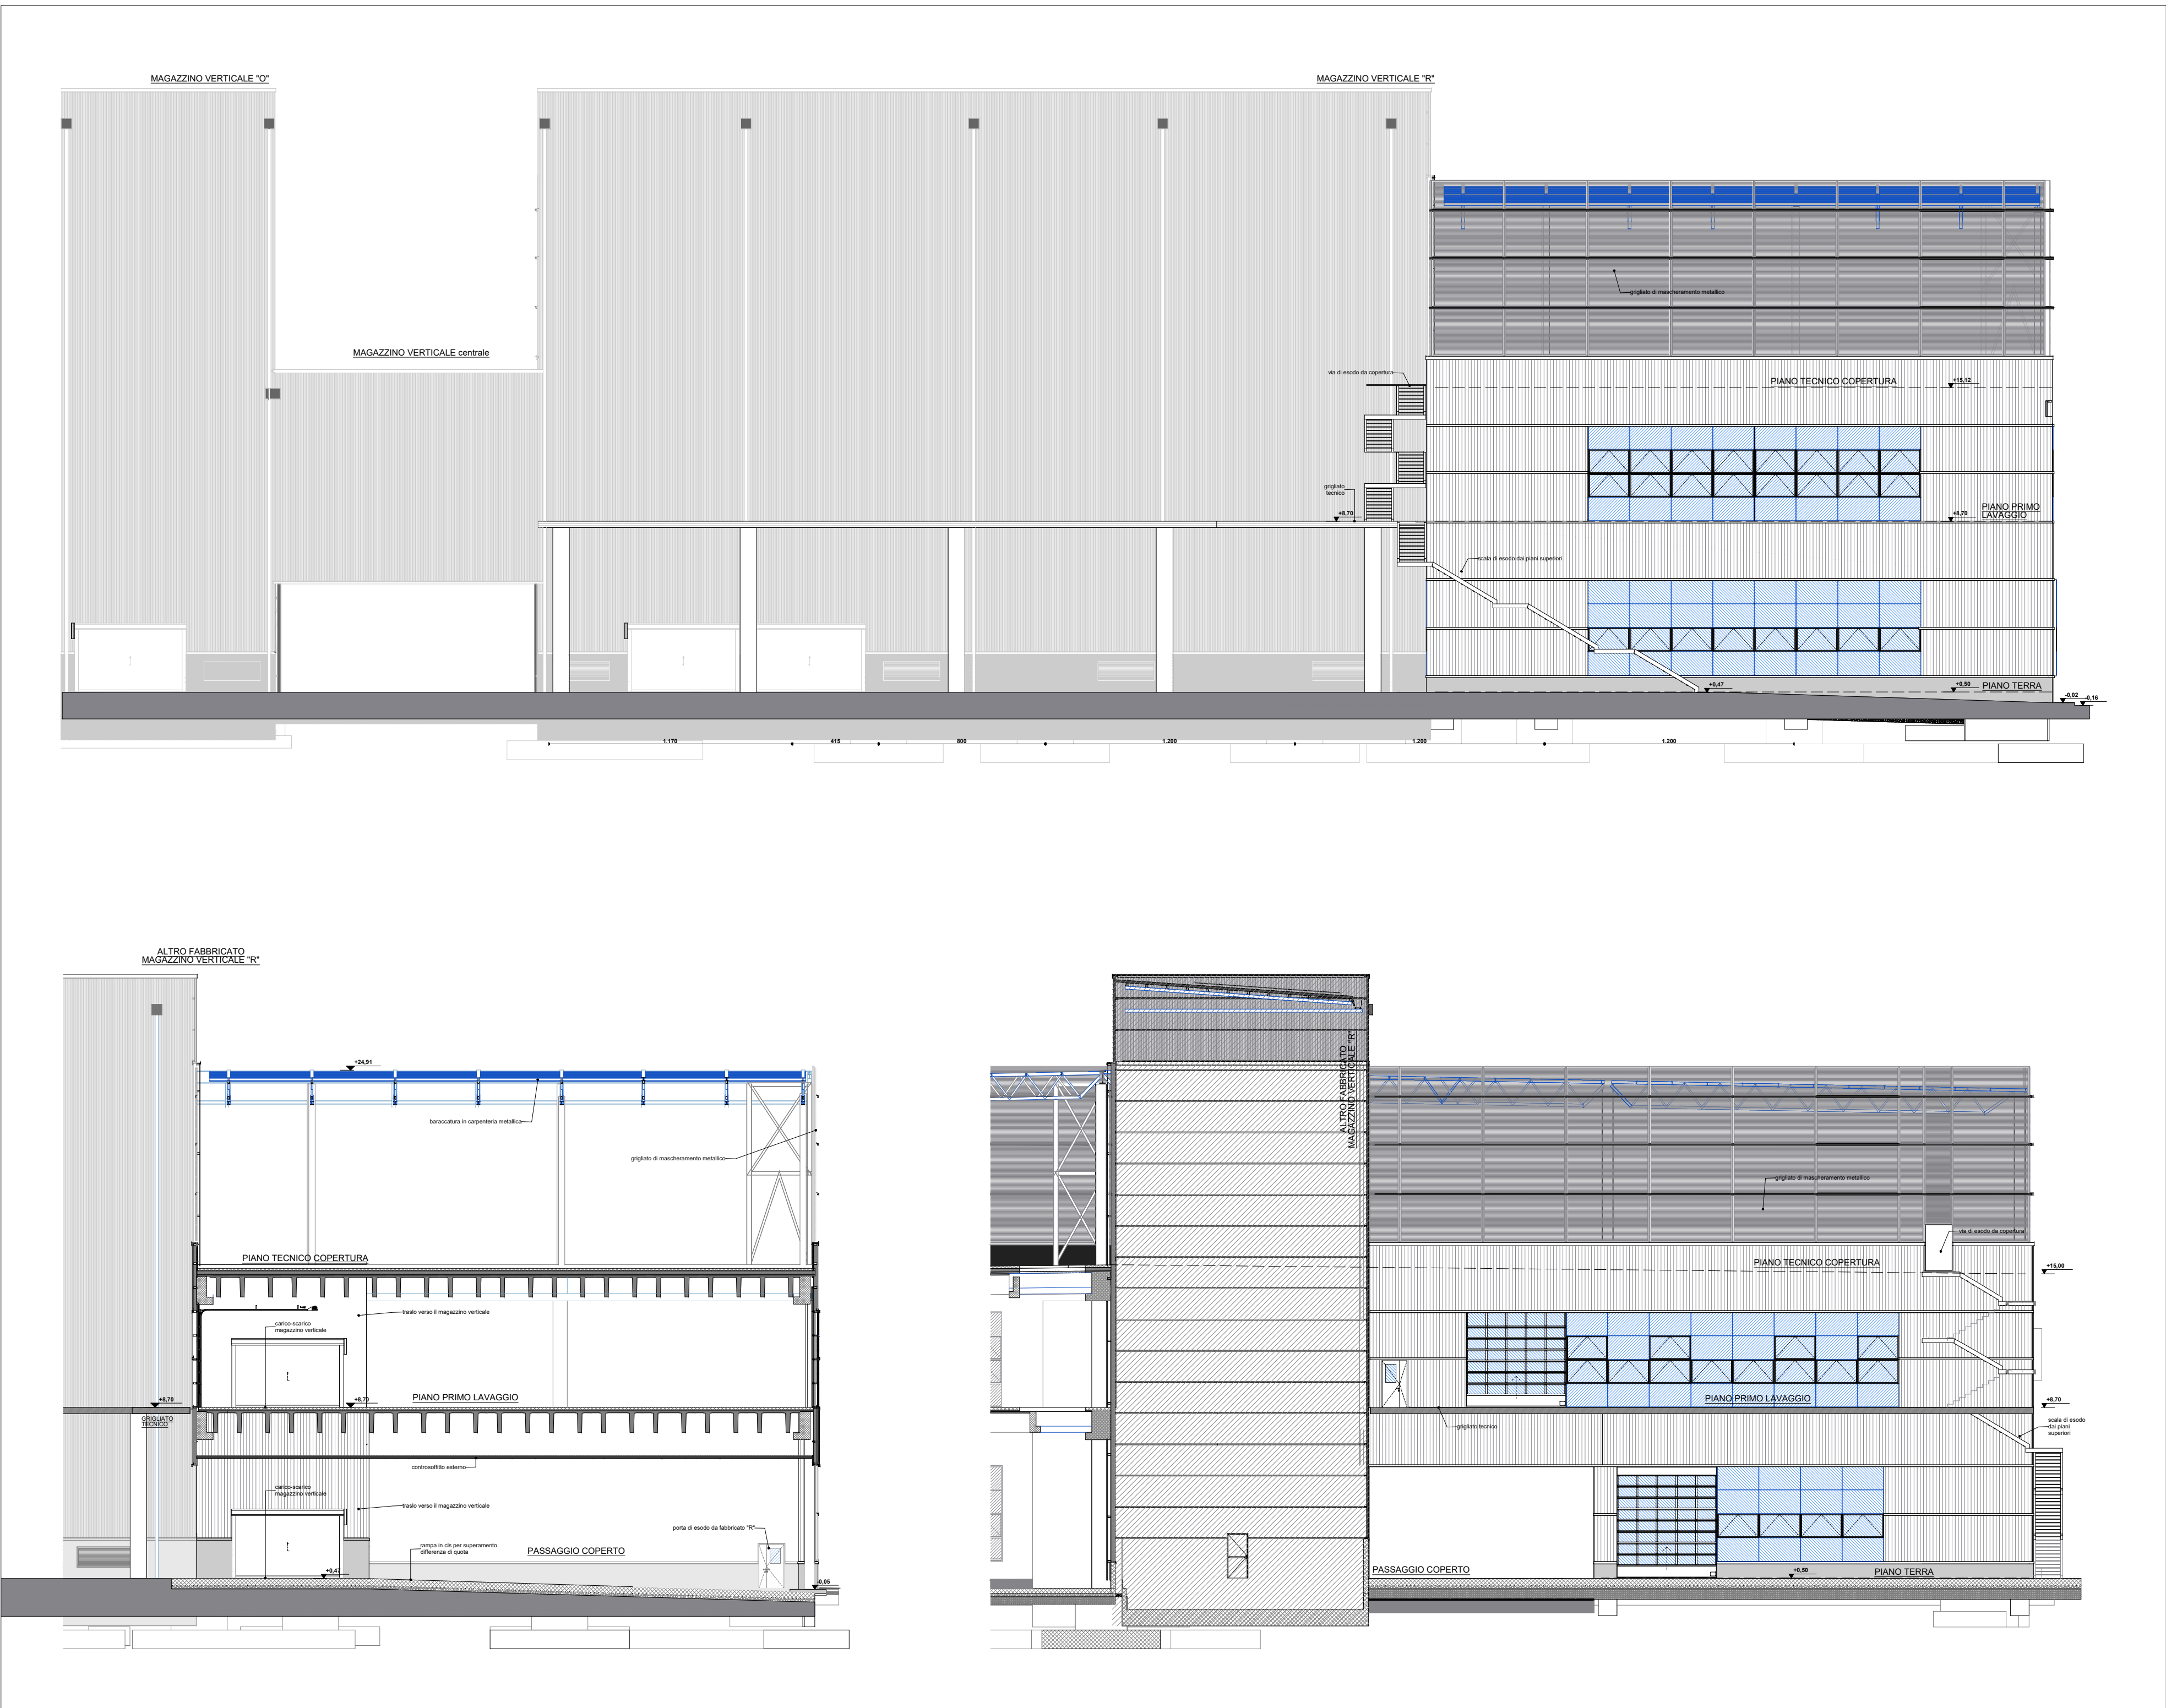 MAGAZZINO VERTICALE "O"
MAGAZZINO VERTICALE "R"
MAGAZZINO VERTICALE centrale
grigliato di mascheramento metallico
via di esodo da copertura
PIANO TECNICO COPERTURA
+15,12
grigliato
tecnico
+8,70
PIANO PRIMO
LAVAGGIO
+8,70
scala di esodo dai piani superiori
+0,47
+0,50
PIANO TERRA
-0,02
-0,16
1.170
415
800
1.200
1.200
1.200
ALTRO FABBRICATO
MAGAZZINO VERTICALE "R"
+24,91
baraccatura in carpenteria metallica
grigliato di mascheramento metallico
PIANO TECNICO COPERTURA
traslo verso il magazzino verticale
carico-scarico
magazzino verticale
+8,70
+8,70
PIANO PRIMO LAVAGGIO
GRIGLIATO
TECNICO
controsoffitto esterno
carico-scarico
magazzino verticale
traslo verso il magazzino verticale
porta di esodo da fabbricato "R"
rampa in cls per superamento
differenza di quota
PASSAGGIO COPERTO
+0,47
-0,05
ALTRO FABBRICATO
MAGAZZINO VERTICALE "R"
grigliato di mascheramento metallico
via di esodo da copertura
PIANO TECNICO COPERTURA
+15,00
PIANO PRIMO LAVAGGIO
+8,70
grigliato tecnico
scala di esodo
dai piani
superiori
PASSAGGIO COPERTO
+0,50
PIANO TERRA